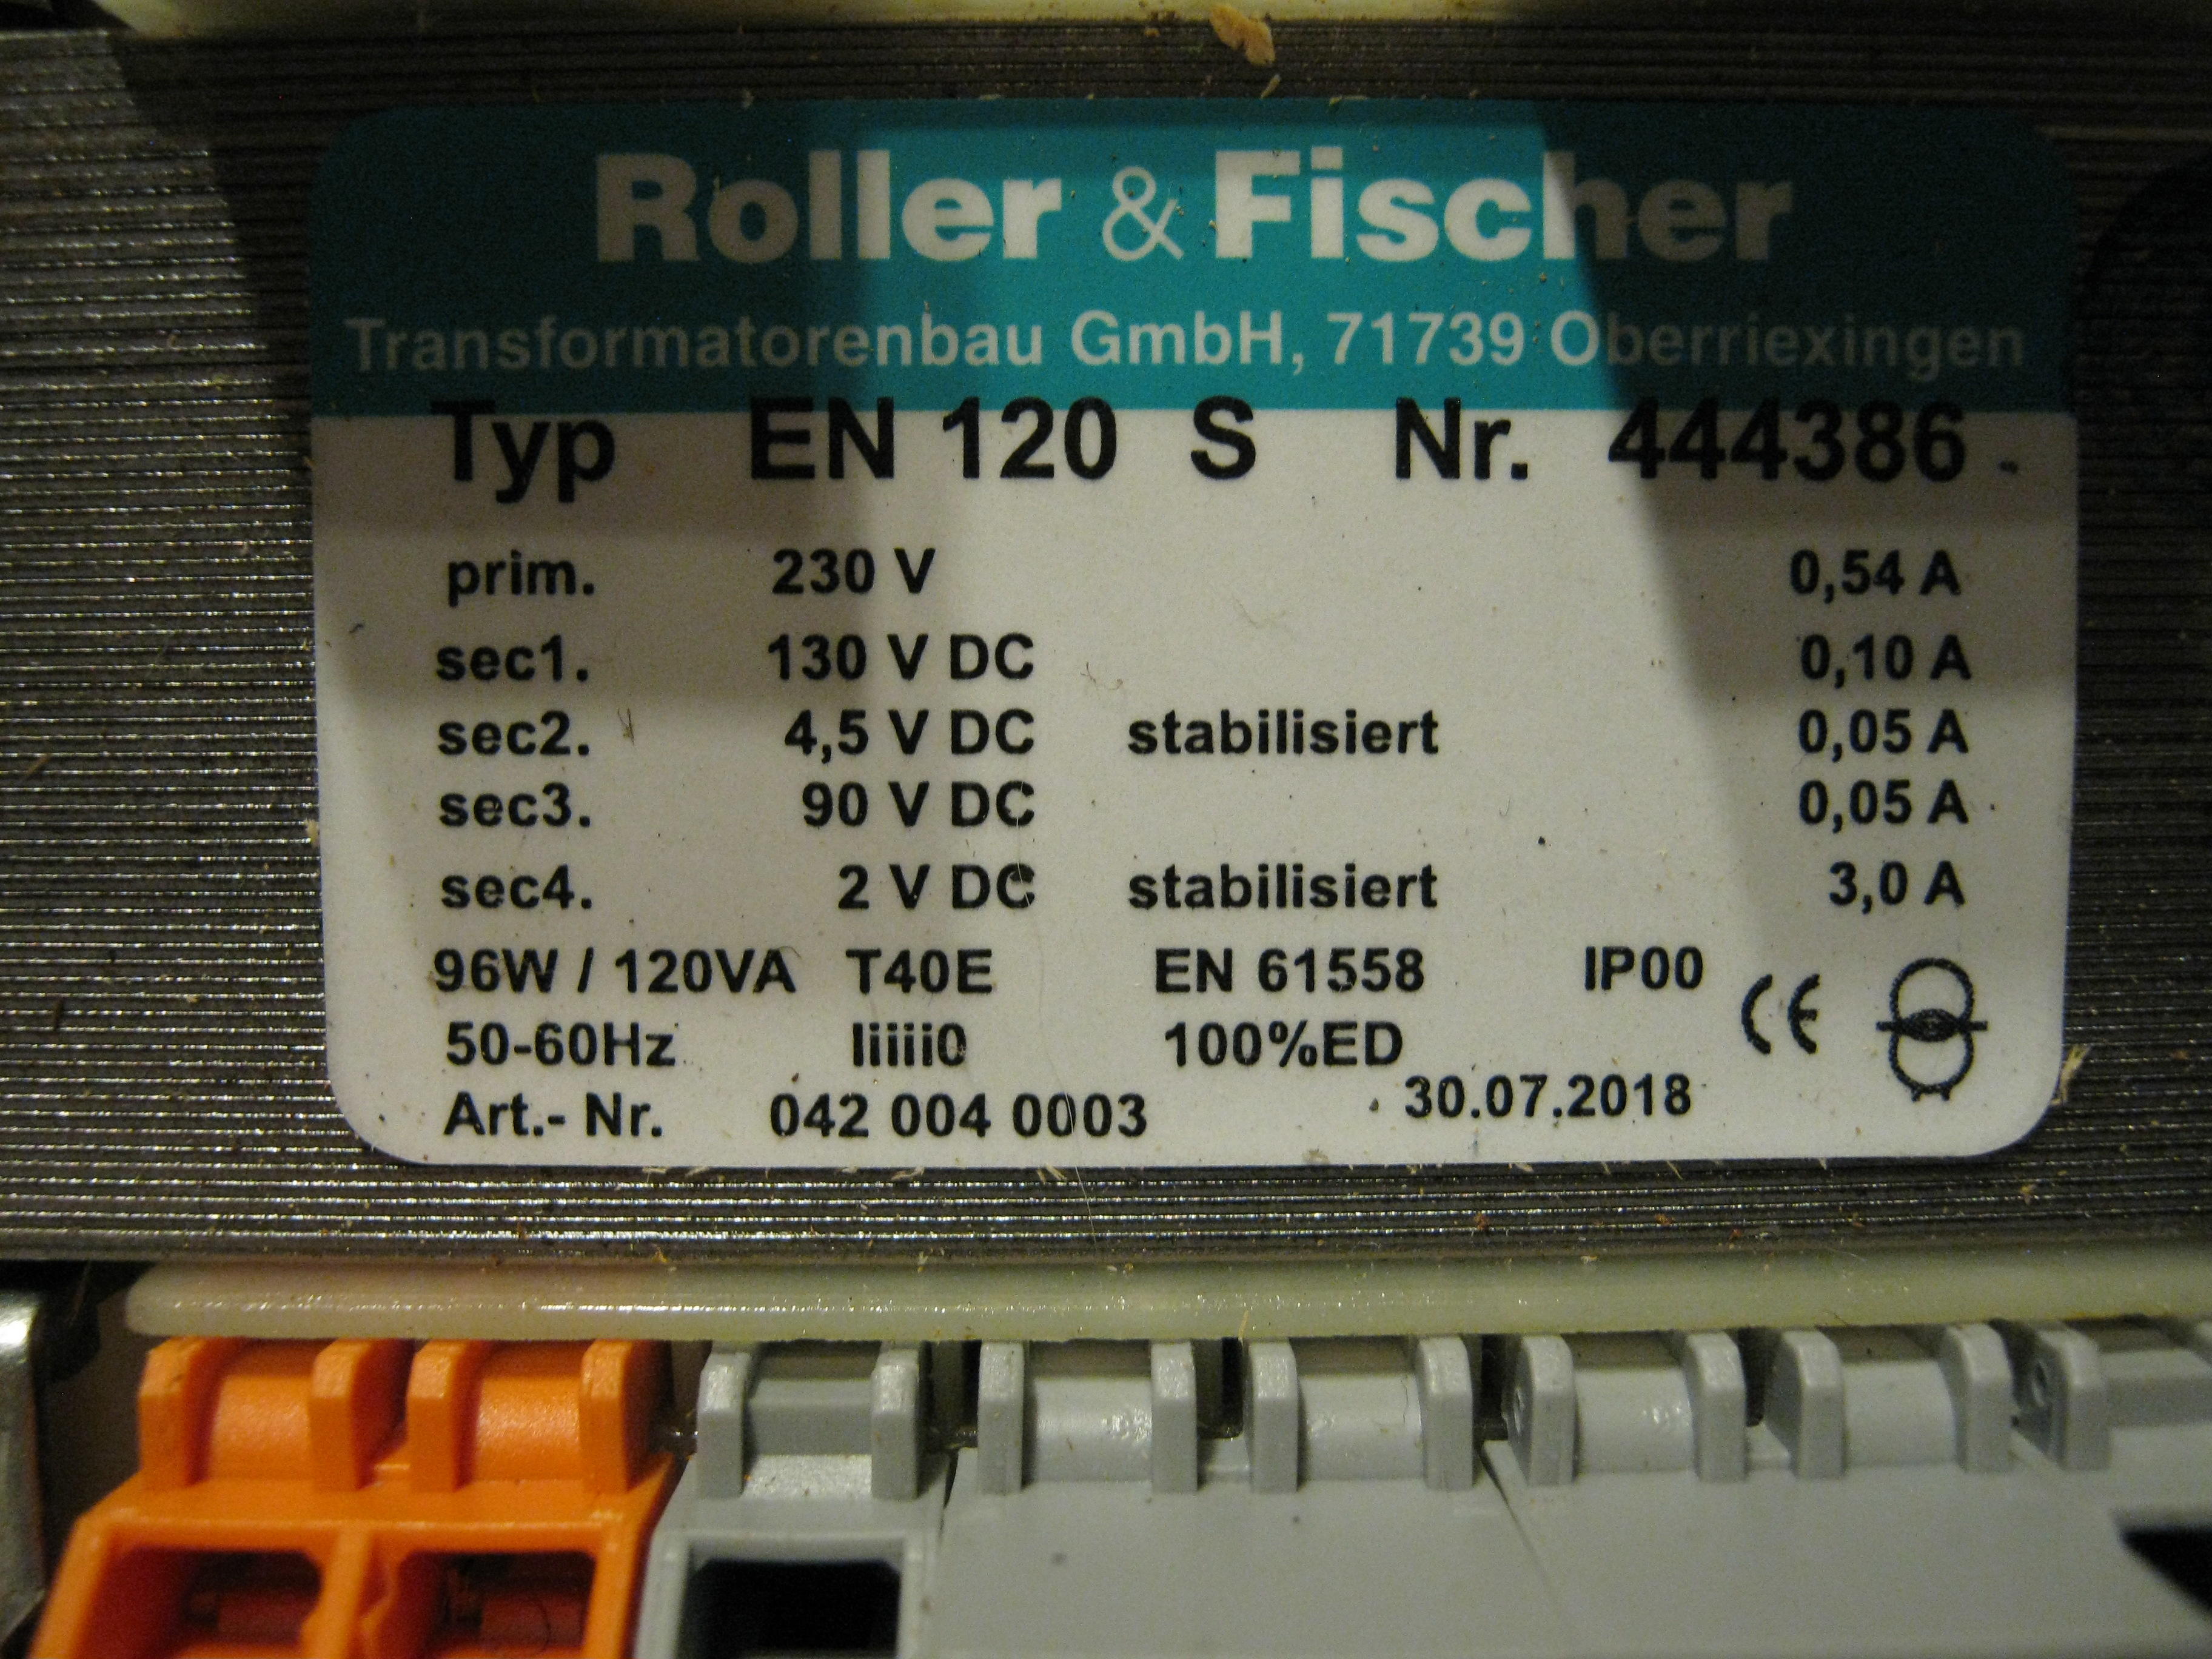 Roller & Fischer
Transformatorenbau GmbH, 71739 Oberriexingen
Typ EN 120 S Nr. 444386
prim. 230 V 0,54 A
sec1. 130 V DC 0,10 A
sec2. 4,5 V DC stabilisiert 0,05 A
sec3. 90 V DC 0,05 A
sec4. 2 V DC stabilisiert 3,0 A
96W / 120VA T40E EN 61558 IP00 CE
50-60Hz Iiiiii0 100%ED
Art.- Nr. 042 004 0003 30.07.2018